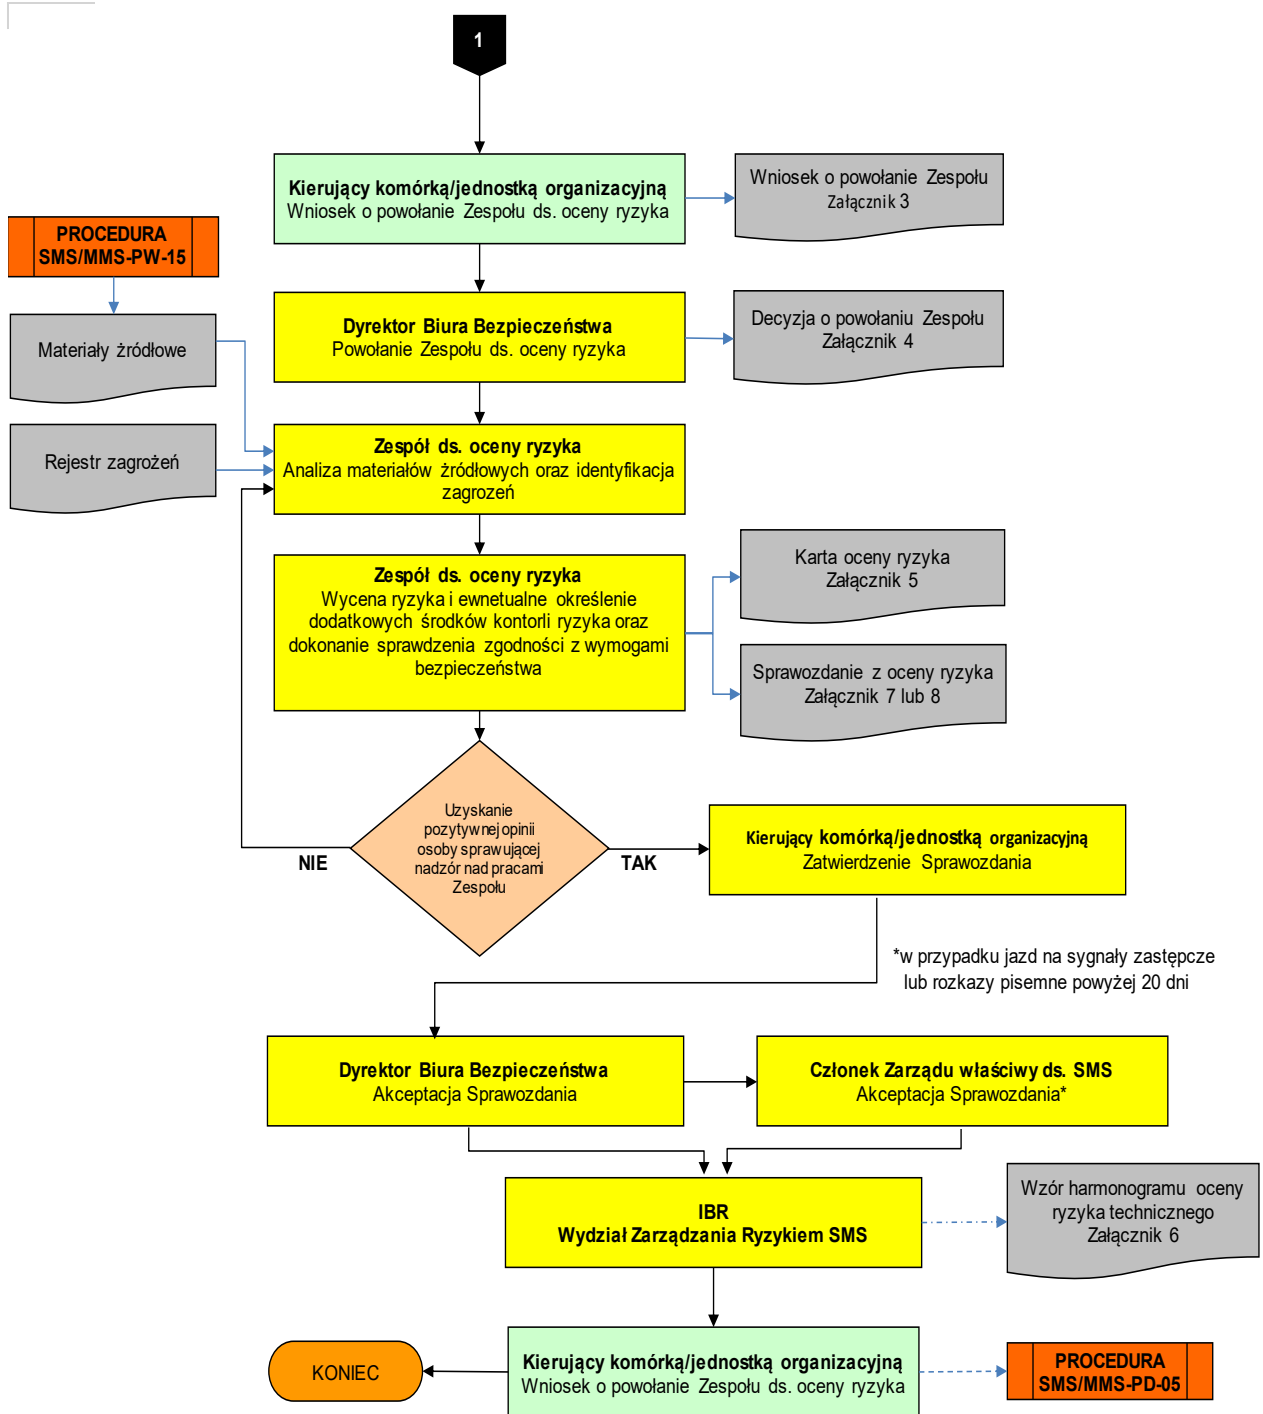 1
Kierujący komórką/jednostką organizacyjną
Wniosek o powołanie Zespołu ds. oceny ryzyka
Wniosek o powołanie Zespołu
Załącznik 3
PROCEDURA
SMS/MMS-PW-15
Dyrektor Biura Bezpieczeństwa
Powołanie Zespołu ds. oceny ryzyka
Decyzja o powołaniu Zespołu
Załącznik 4
Materiały żródłowe
Zespół ds. oceny ryzyka
Analiza materiałów żródłowych oraz identyfikacja
zagrozeń
Rejestr zagrożeń
Zespół ds. oceny ryzyka
Wycena ryzyka i ewnetualne określenie
dodatkowych środków kontorli ryzyka oraz
dokonanie sprawdzenia zgodności z wymogami
bezpieczeństwa
Karta oceny ryzyka
Załącznik 5
Sprawozdanie z oceny ryzyka
Załącznik 7 lub 8
Uzyskanie
pozytywnej opinii
osoby sprawującej
nadzór nad pracami
Zespołu
NIE
TAK
Kierujący komórką/jednostką organizacyjną
Zatwierdzenie Sprawozdania
*w przypadku jazd na sygnały zastępcze
lub rozkazy pisemne powyżej 20 dni
Dyrektor Biura Bezpieczeństwa
Akceptacja Sprawozdania
Członek Zarządu właściwy ds. SMS
Akceptacja Sprawozdania*
IBR
Wydział Zarządzania Ryzykiem SMS
Wzór harmonogramu oceny
ryzyka technicznego
Załącznik 6
KONIEC
Kierujący komórką/jednostką organizacyjną
Wniosek o powołanie Zespołu ds. oceny ryzyka
PROCEDURA
SMS/MMS-PD-05